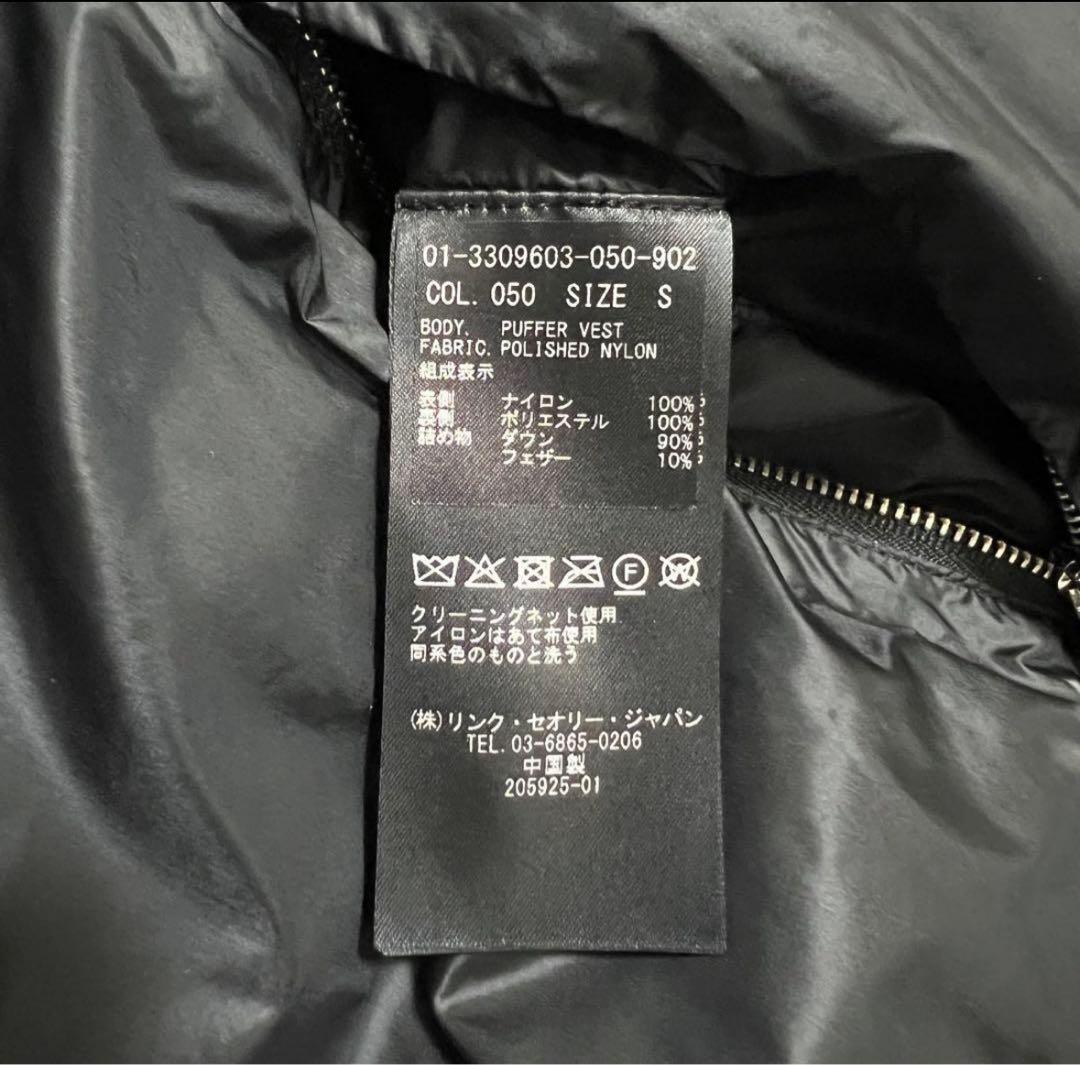 01-3309603-050-902
COL. 050 SIZE S
BODY. PUFFER VEST
FABRIC. POLISHED NYLON
組成表示
表側 ナイロン 100%
裏側 ポリエステル 100%
詰め物 ダウン 90%
フェザー 10%
F W
クリーニングネット使用
アイロンはあて布使用
同系色のものと洗う
(株)リンク・セオリー・ジャパン
TEL. 03-6865-0206
中国製
205925-01